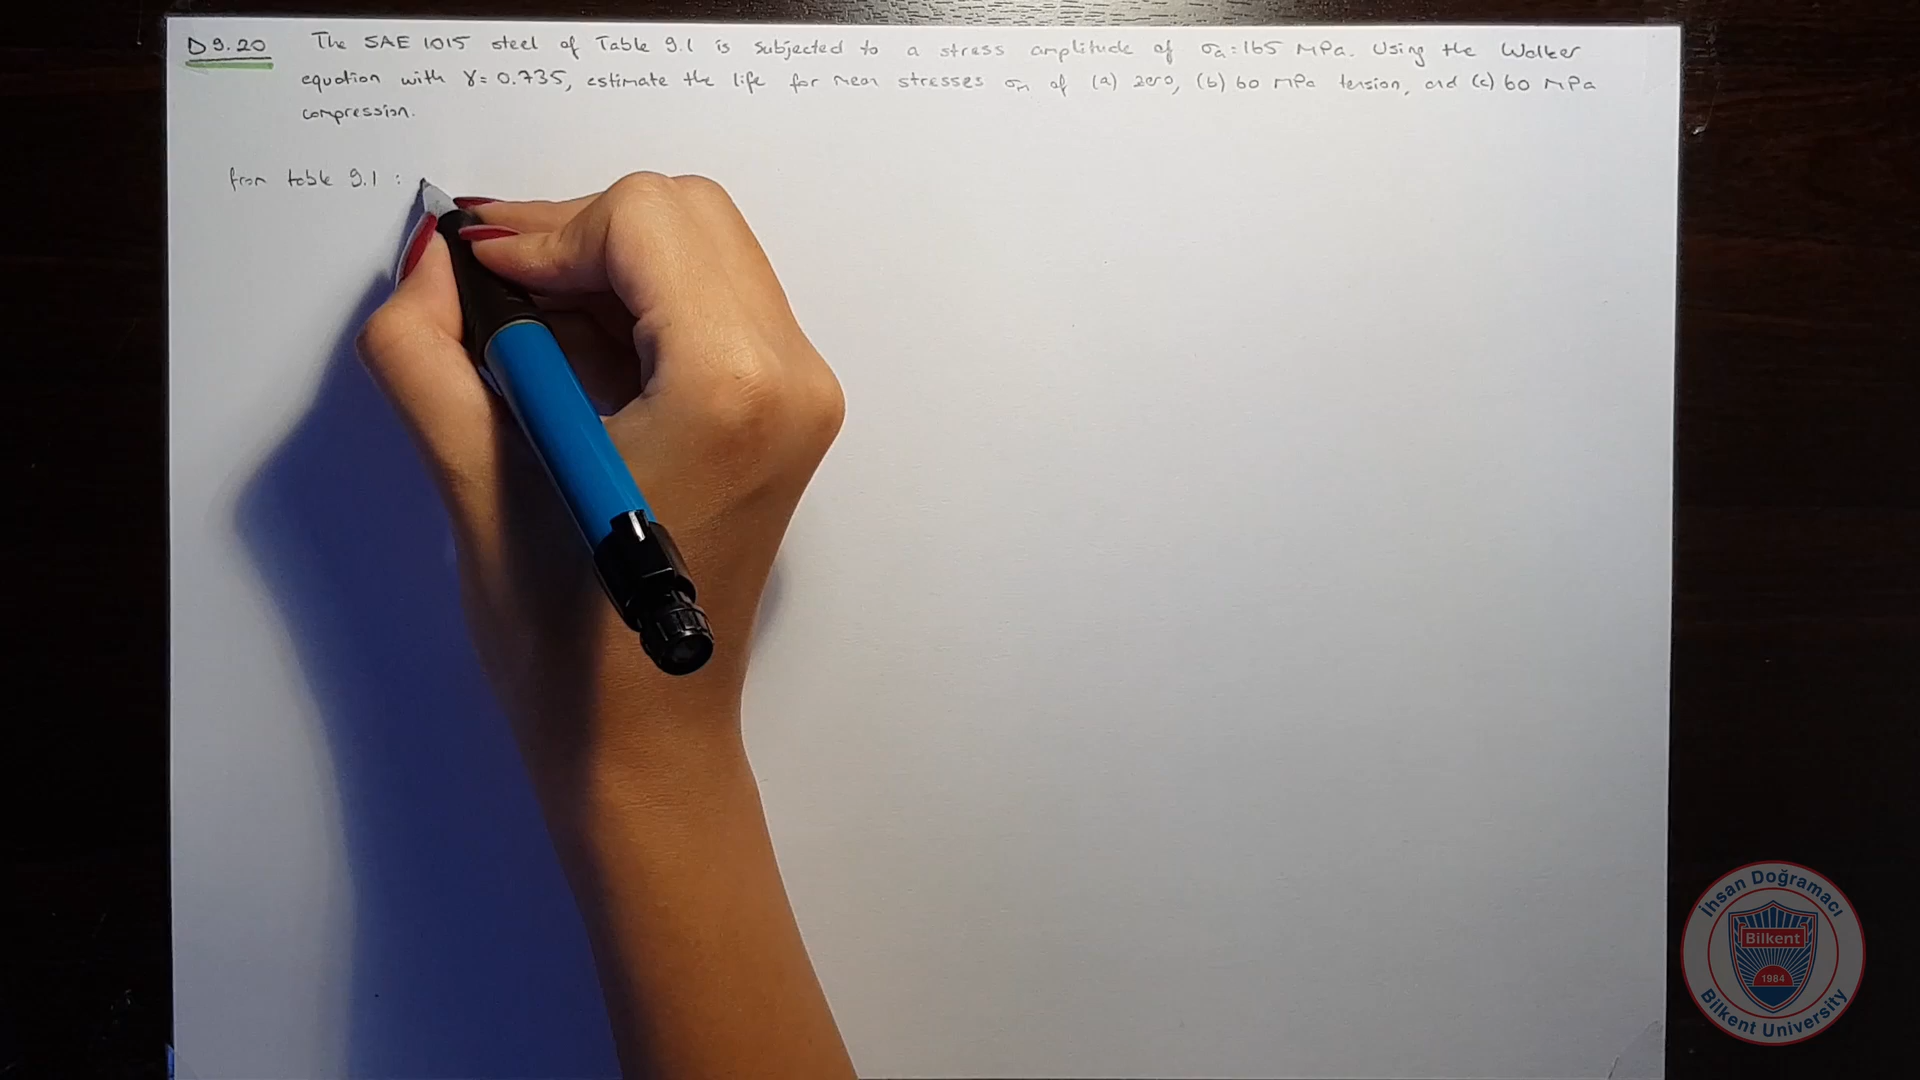 D 9.20 The SAE 1015 steel of Table 9.1 is subjected to a stress amplitude of σa = 165 MPa. Using the Walker
equation with γ = 0.735, estimate the life for mean stresses σm of (a) zero, (b) 60 MPa tension, and (c) 60 MPa
compression.
from table 9.1 :
İhsan Doğramacı
Bilkent
1984
Bilkent University